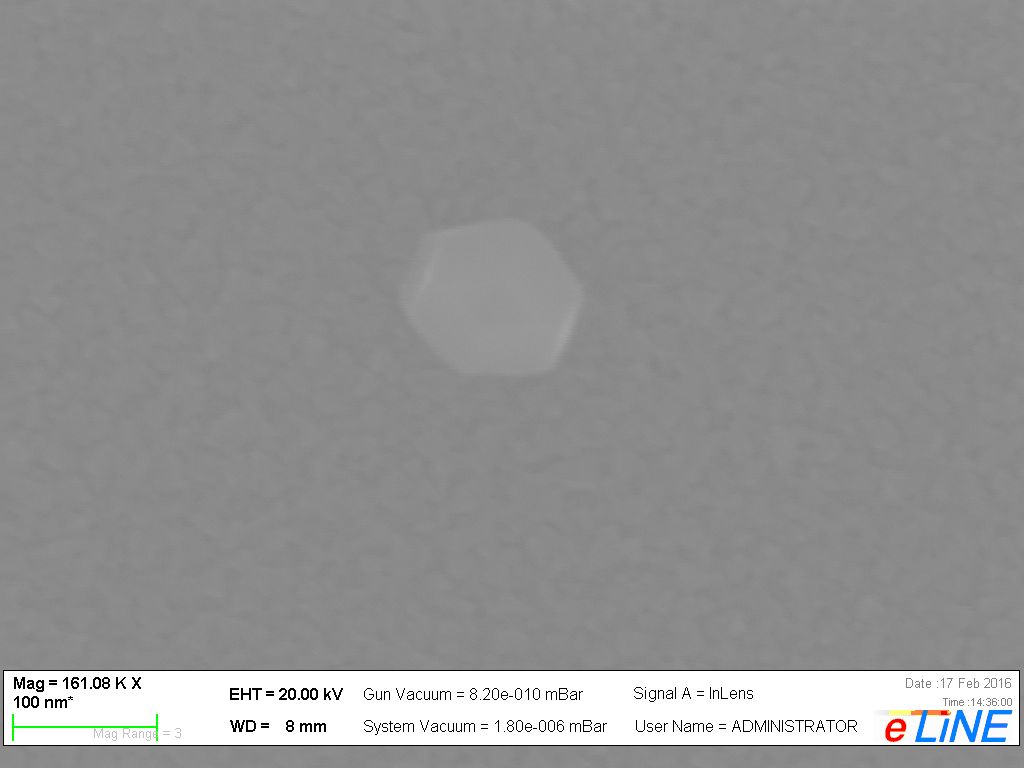 Mag = 161.08 K X
100 nm*
Mag Range = 3
EHT = 20.00 kV
WD = 8 mm
Gun Vacuum = 8.20e-010 mBar
System Vacuum = 1.80e-006 mBar
Signal A = InLens
User Name = ADMINISTRATOR
Date :17 Feb 2016
Time :14:36:00
eLiNE